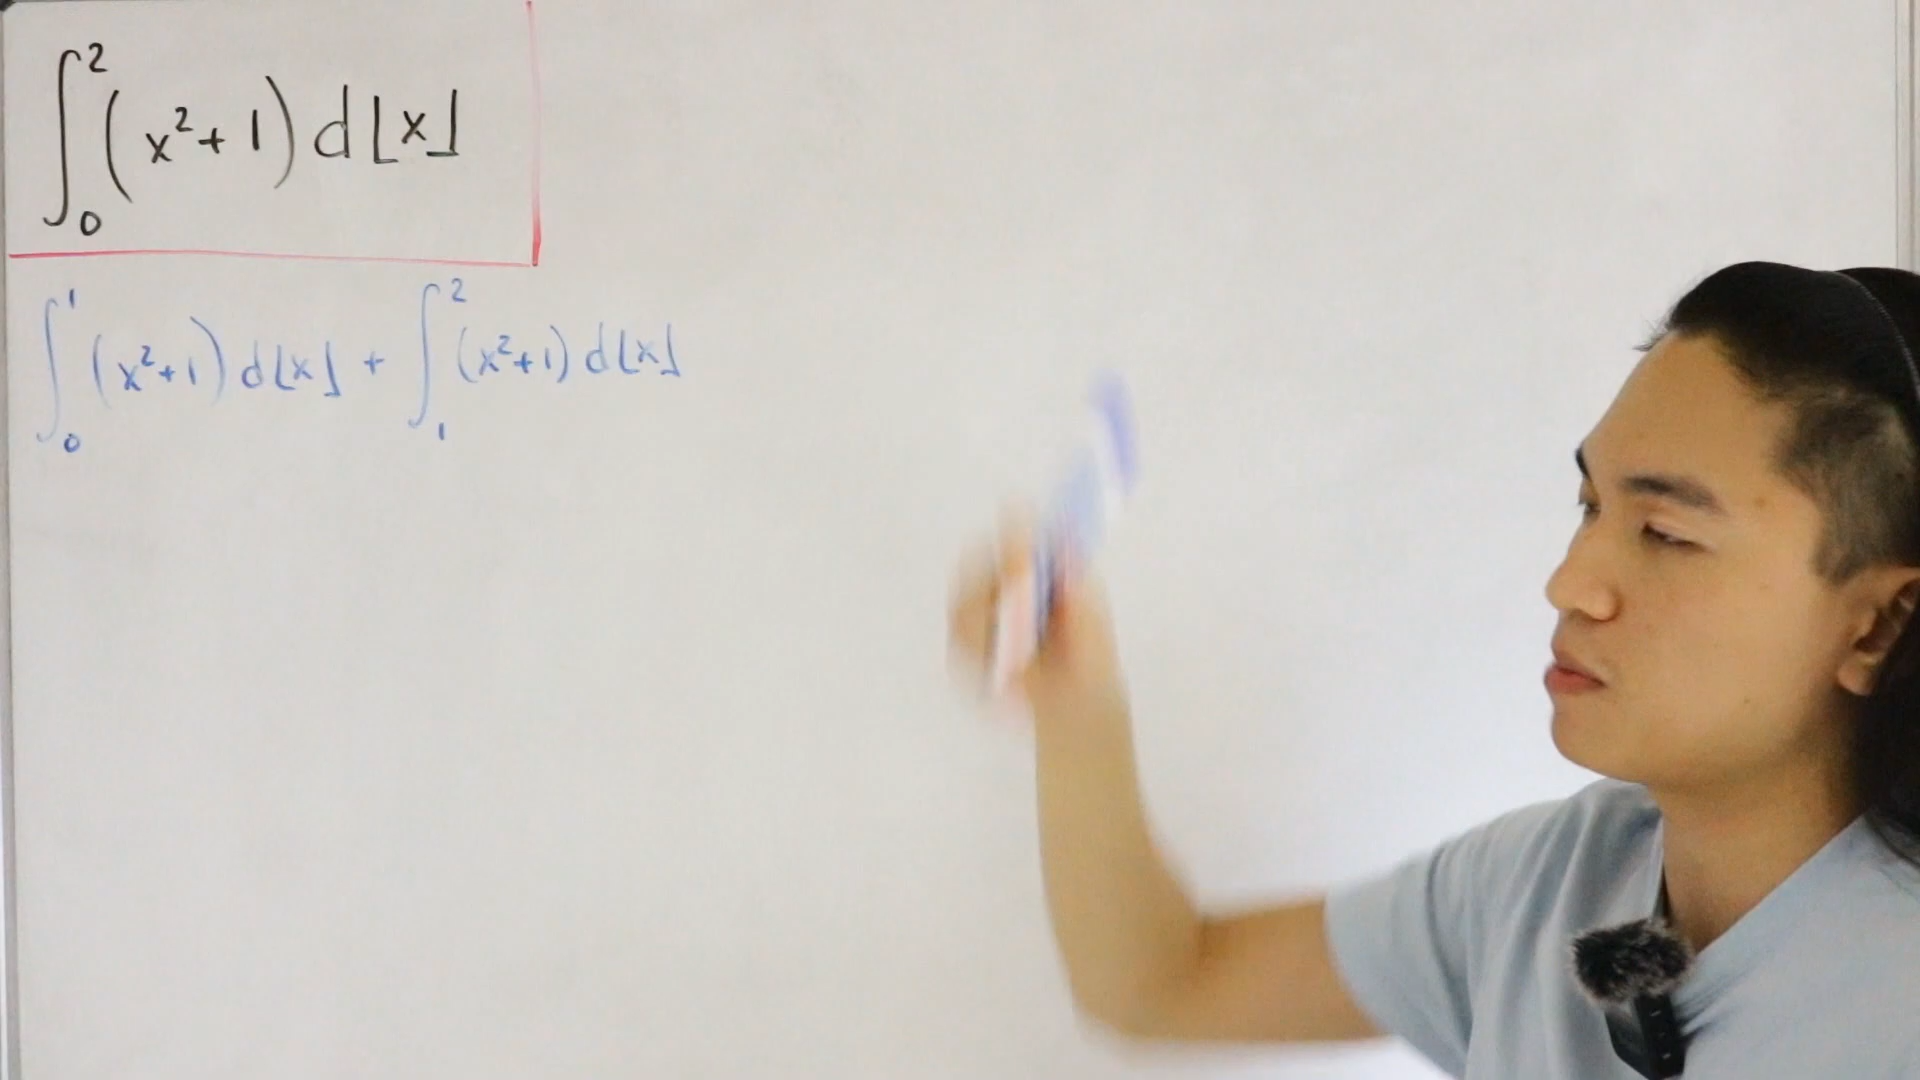 ∫₀² (x²+1) d⌊x⌋
∫₀¹ (x²+1) d⌊x⌋ + ∫₁² (x²+1) d⌊x⌋